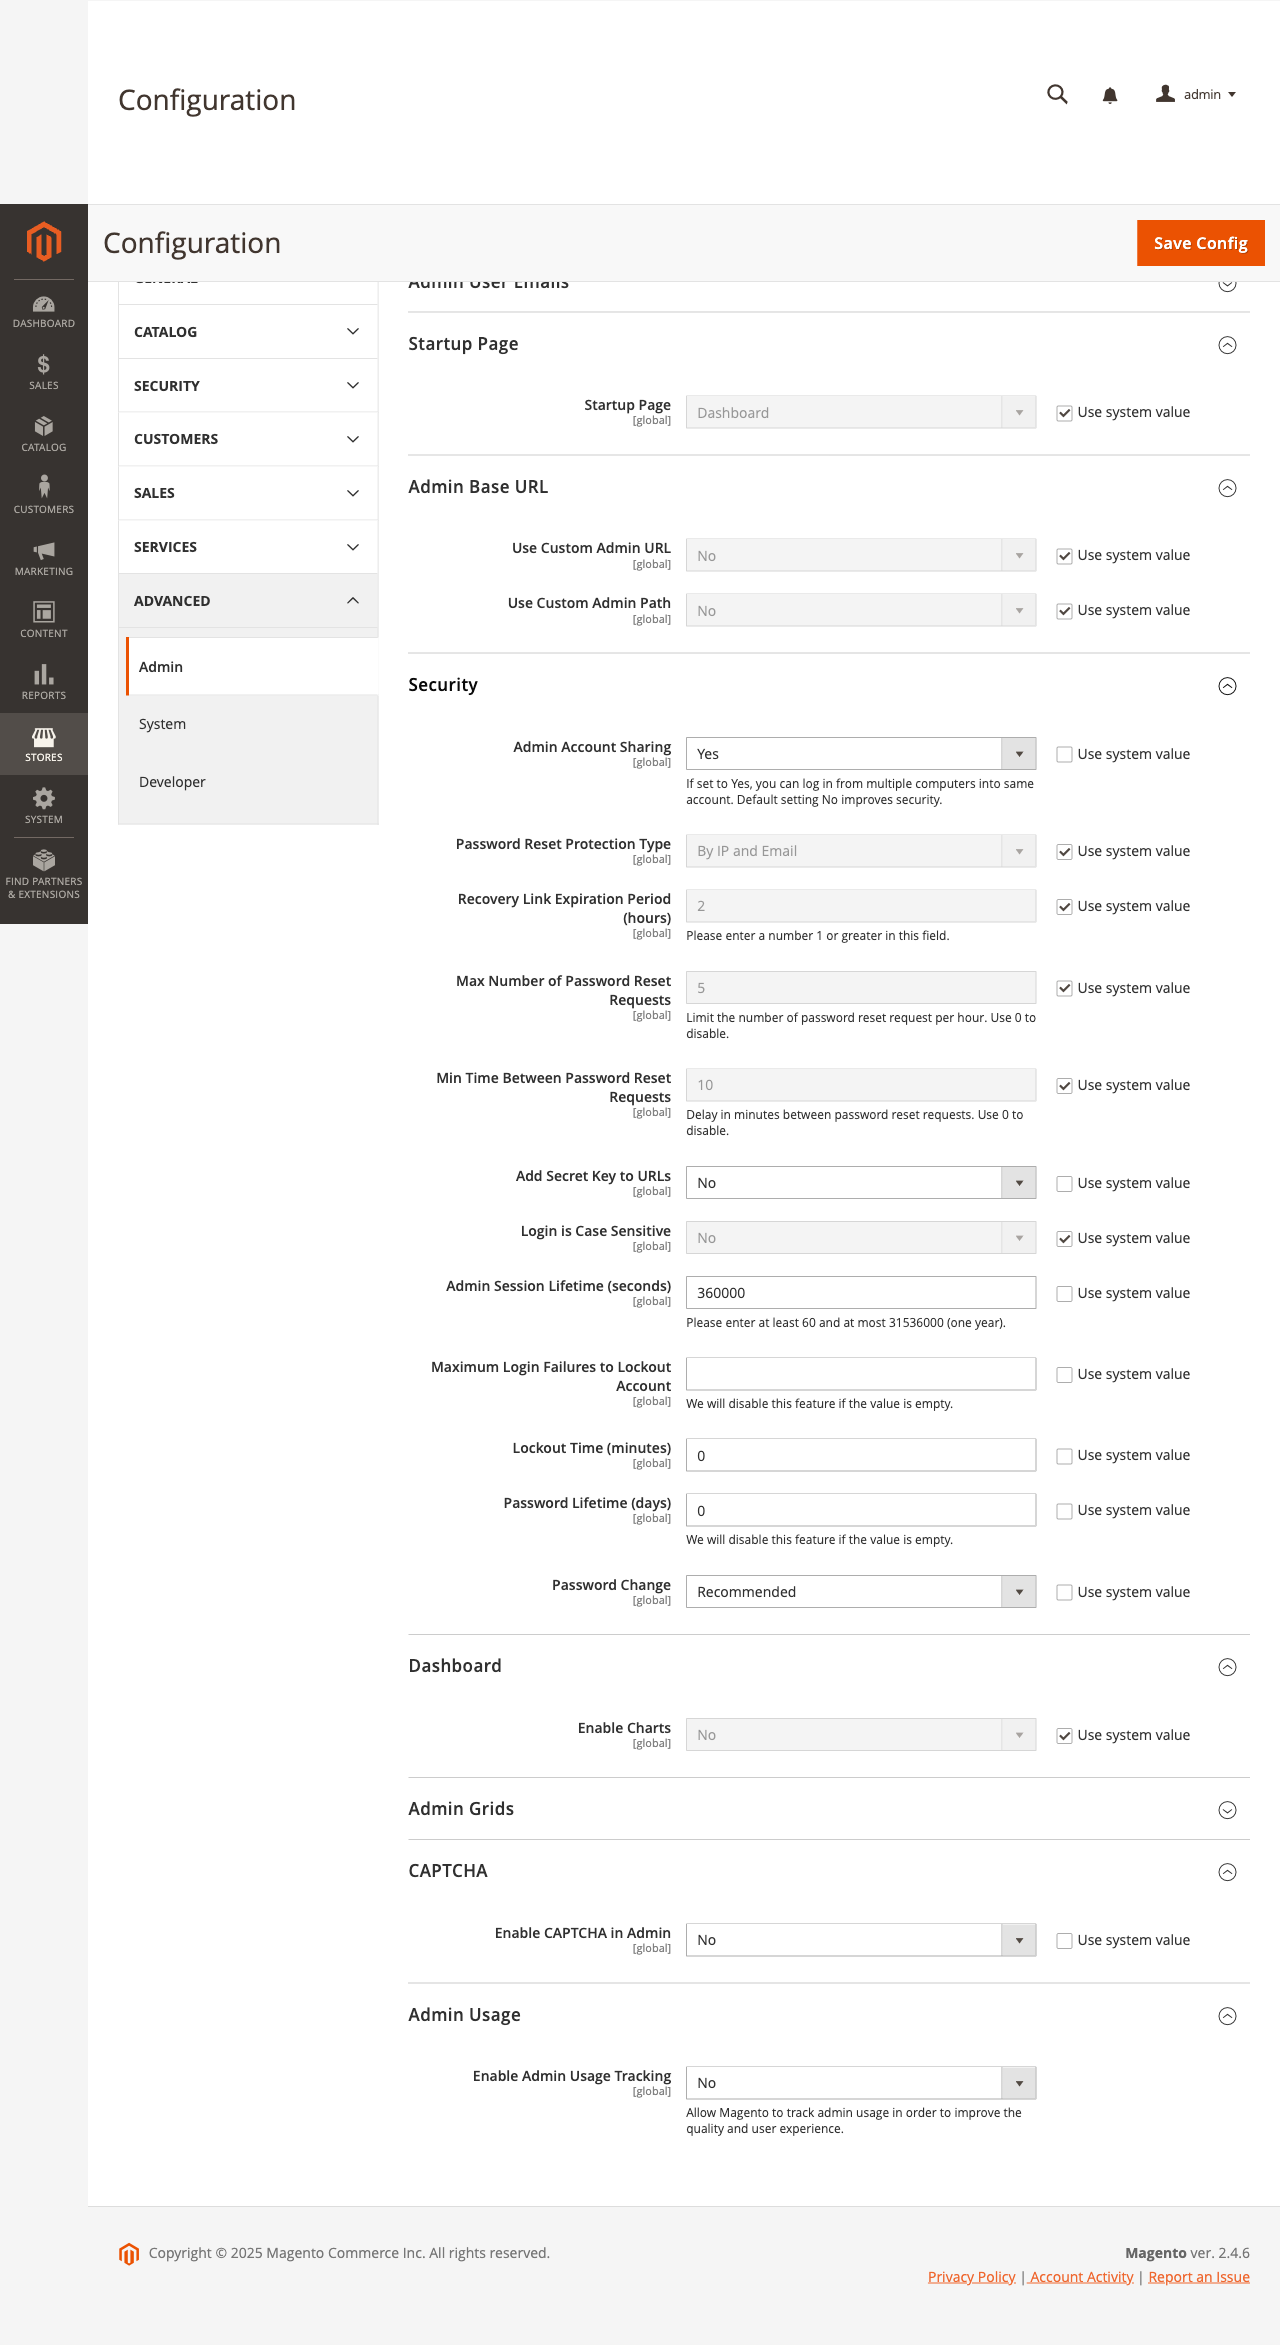 Configuration
admin
Configuration
Save Config
DASHBOARD
SALES
CATALOG
CUSTOMERS
MARKETING
CONTENT
REPORTS
STORES
SYSTEM
FIND PARTNERS
& EXTENSIONS
GENERAL
CATALOG
SECURITY
CUSTOMERS
SALES
SERVICES
ADVANCED
Admin
System
Developer
Admin User Emails
Startup Page
Startup Page
[global]
Dashboard
Use system value
Admin Base URL
Use Custom Admin URL
[global]
No
Use system value
Use Custom Admin Path
[global]
No
Use system value
Security
Admin Account Sharing
[global]
Yes
Use system value
If set to Yes, you can log in from multiple computers into same
account. Default setting No improves security.
Password Reset Protection Type
[global]
By IP and Email
Use system value
Recovery Link Expiration Period
(hours)
[global]
2
Use system value
Please enter a number 1 or greater in this field.
Max Number of Password Reset
Requests
[global]
5
Use system value
Limit the number of password reset request per hour. Use 0 to
disable.
Min Time Between Password Reset
Requests
[global]
10
Use system value
Delay in minutes between password reset requests. Use 0 to
disable.
Add Secret Key to URLs
[global]
No
Use system value
Login is Case Sensitive
[global]
No
Use system value
Admin Session Lifetime (seconds)
[global]
360000
Use system value
Please enter at least 60 and at most 31536000 (one year).
Maximum Login Failures to Lockout
Account
[global]
Use system value
We will disable this feature if the value is empty.
Lockout Time (minutes)
[global]
0
Use system value
Password Lifetime (days)
[global]
0
Use system value
We will disable this feature if the value is empty.
Password Change
[global]
Recommended
Use system value
Dashboard
Enable Charts
[global]
No
Use system value
Admin Grids
CAPTCHA
Enable CAPTCHA in Admin
[global]
No
Use system value
Admin Usage
Enable Admin Usage Tracking
[global]
No
Allow Magento to track admin usage in order to improve the
quality and user experience.
Copyright © 2025 Magento Commerce Inc. All rights reserved.
Magento ver. 2.4.6
Privacy Policy | Account Activity | Report an Issue